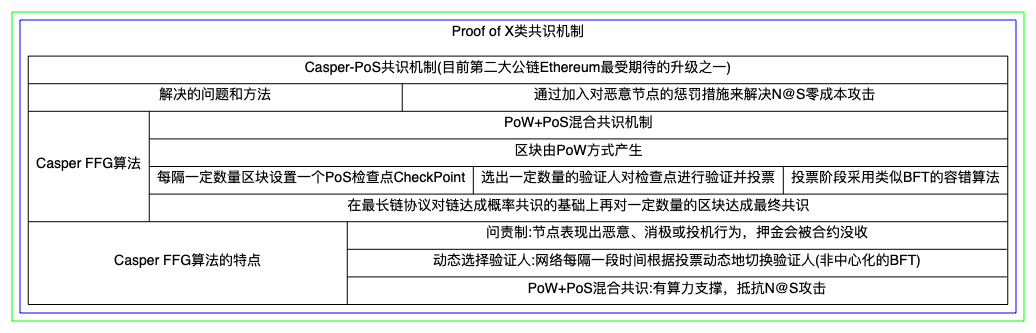 Proof of X类共识机制
Casper-PoS共识机制(目前第二大公链Ethereum最受期待的升级之一)
解决的问题和方法
通过加入对恶意节点的惩罚措施来解决N@S零成本攻击
Casper FFG算法
PoW+PoS混合共识机制
区块由PoW方式产生
每隔一定数量区块设置一个PoS检查点CheckPoint
选出一定数量的验证人对检查点进行验证并投票
投票阶段采用类似BFT的容错算法
在最长链协议对链达成概率共识的基础上再对一定数量的区块达成最终共识
Casper FFG算法的特点
问责制:节点表现出恶意、消极或投机行为，押金会被合约没收
动态选择验证人:网络每隔一段时间根据投票动态地切换验证人(非中心化的BFT)
PoW+PoS混合共识:有算力支撑，抵抗N@S攻击